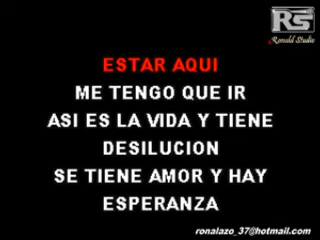 RS
Ronald Studio
ESTAR AQUI
ME TENGO QUE IR
ASI ES LA VIDA Y TIENE
DESILUCION
SE TIENE AMOR Y HAY
ESPERANZA
ronalazo_37@hotmail.com